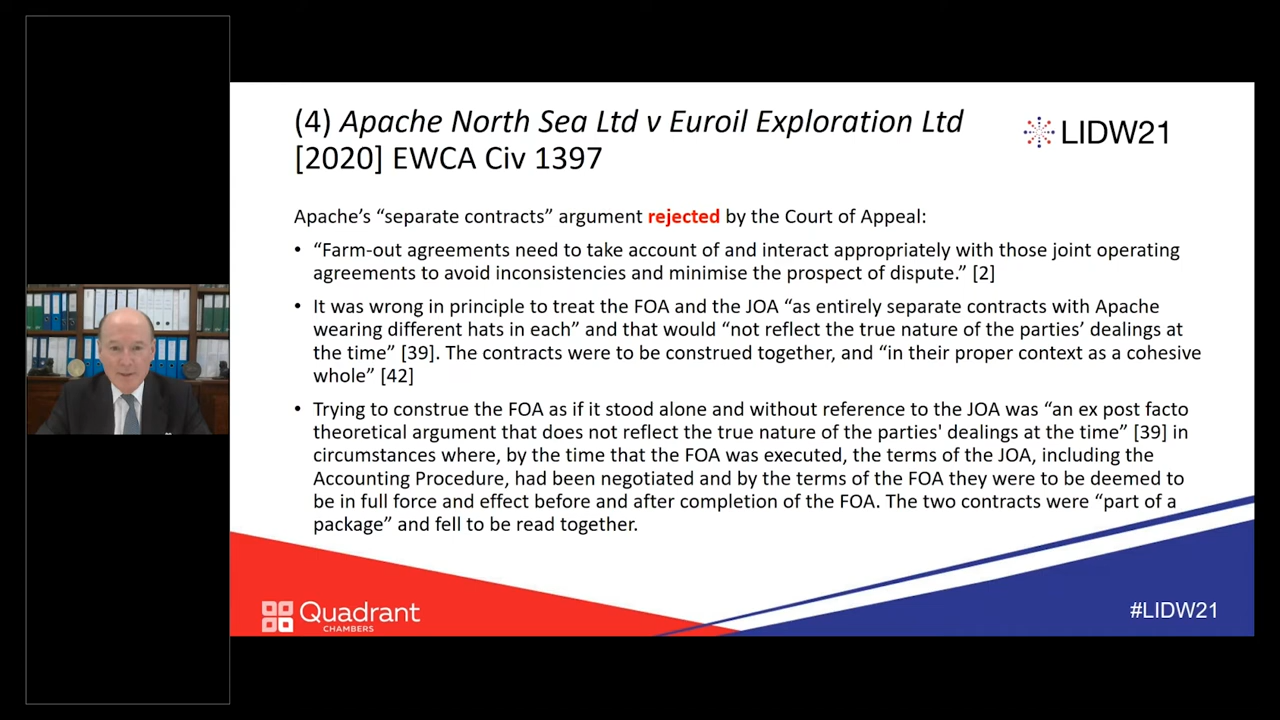 (4) Apache North Sea Ltd v Euroil Exploration Ltd
[2020] EWCA Civ 1397
LIDW21
Apache’s “separate contracts” argument rejected by the Court of Appeal:
• “Farm-out agreements need to take account of and interact appropriately with those joint operating
agreements to avoid inconsistencies and minimise the prospect of dispute.” [2]
• It was wrong in principle to treat the FOA and the JOA “as entirely separate contracts with Apache
wearing different hats in each” and that would “not reflect the true nature of the parties’ dealings at
the time” [39]. The contracts were to be construed together, and “in their proper context as a cohesive
whole” [42]
• Trying to construe the FOA as if it stood alone and without reference to the JOA was “an ex post facto
theoretical argument that does not reflect the true nature of the parties' dealings at the time” [39] in
circumstances where, by the time that the FOA was executed, the terms of the JOA, including the
Accounting Procedure, had been negotiated and by the terms of the FOA they were to be deemed to
be in full force and effect before and after completion of the FOA. The two contracts were “part of a
package” and fell to be read together.
Quadrant
CHAMBERS
#LIDW21